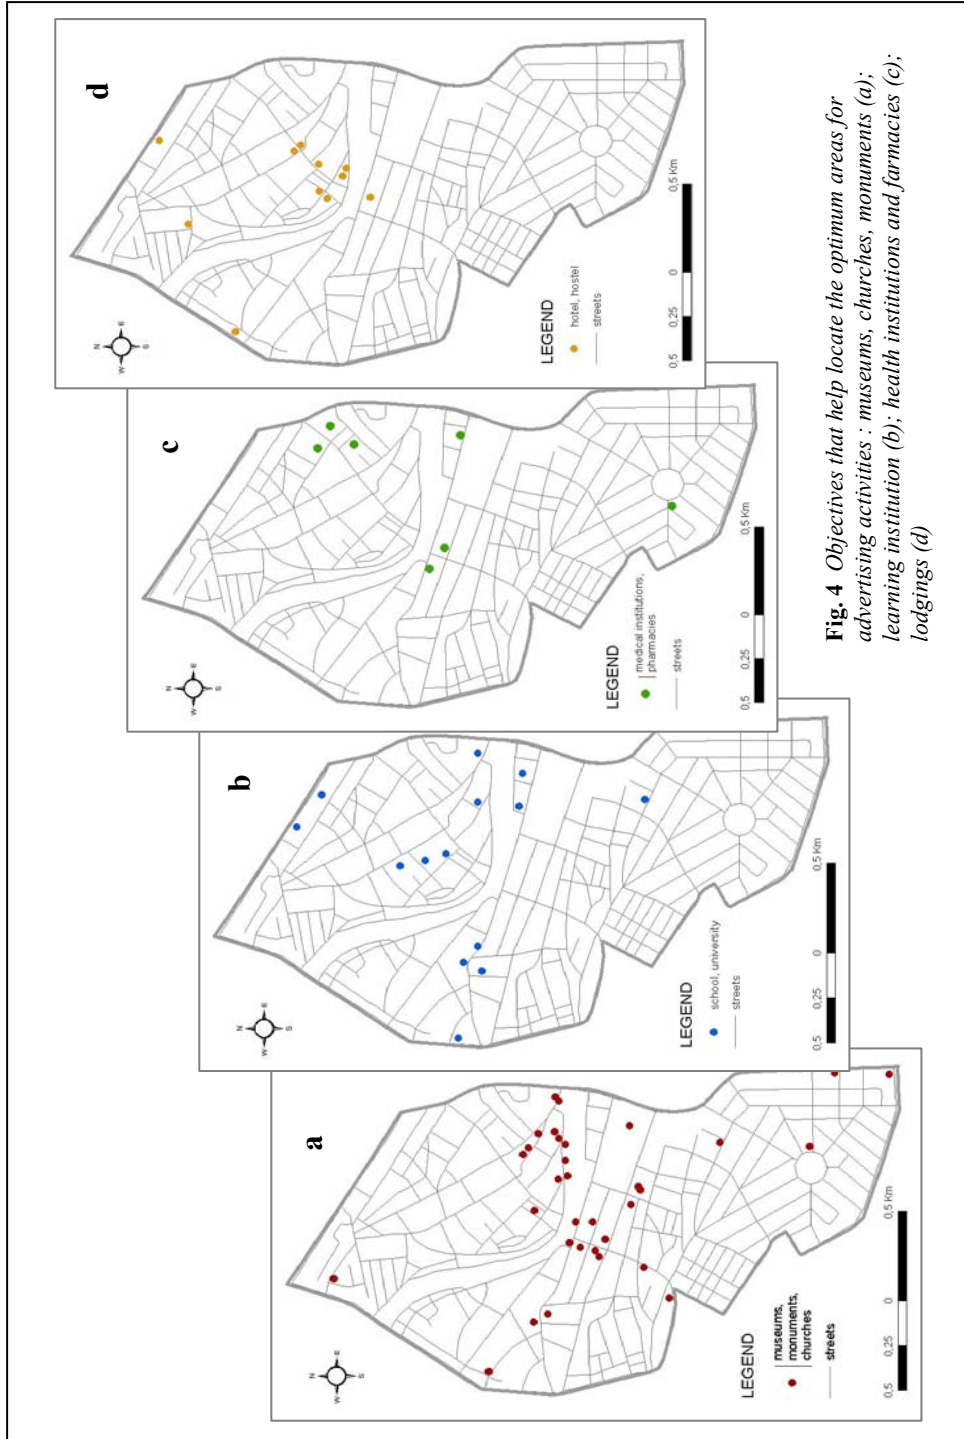 a
N
W E
S
LEGEND
museums,
monuments,
churches
streets
0,5 0,25 0 0,5 Km
b
N
W E
S
LEGEND
school, university
streets
0,5 0,25 0 0,5 Km
c
N
W E
S
LEGEND
medical institutions,
pharmacies
streets
0,5 0,25 0 0,5 Km
d
N
W E
S
LEGEND
hotel, hostel
streets
0,5 0,25 0 0,5 Km
Fig. 4 Objectives that help locate the optimum areas for
advertising activities : museums, churches, monuments (a);
learning institution (b); health institutions and farmacies (c);
lodgings (d)